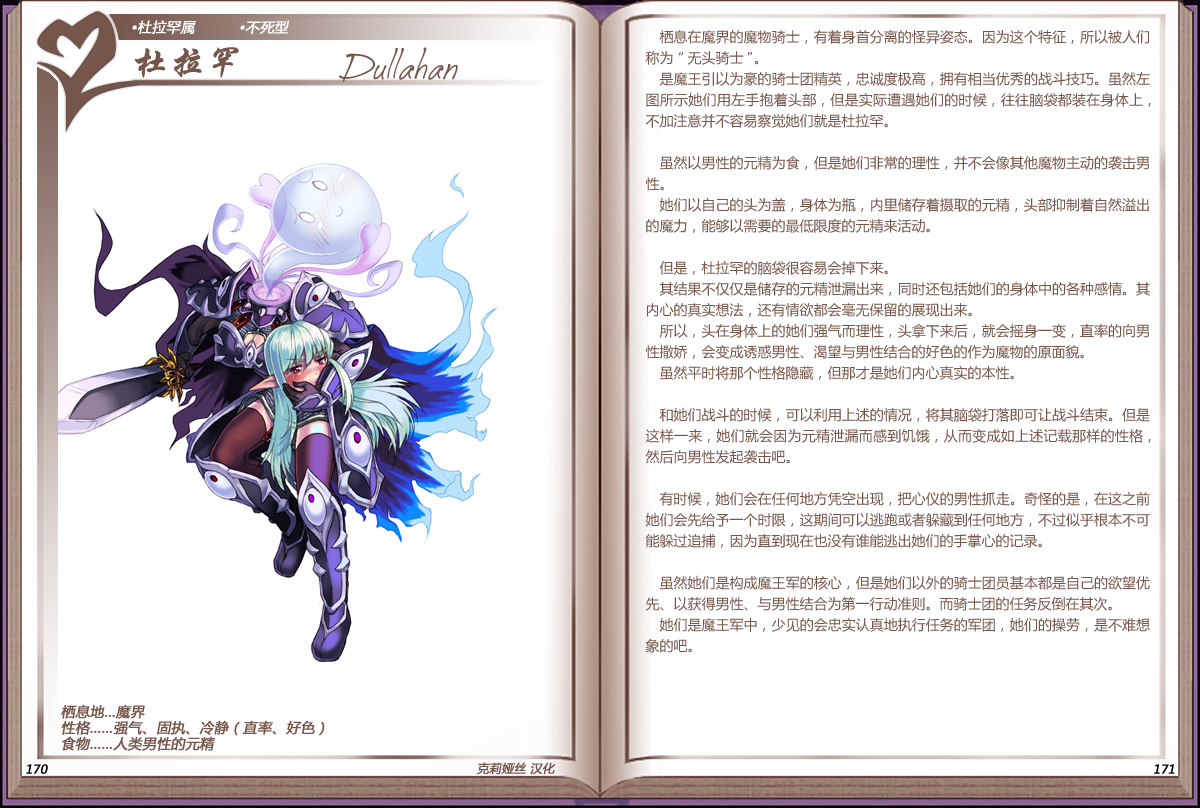 •杜拉罕属 •不死型
杜拉罕 Dullahan
栖息地...魔界
性格......强气、固执、冷静（直率、好色）
食物......人类男性的元精
170
克莉娅丝 汉化
栖息在魔界的魔物骑士，有着身首分离的怪异姿态。因为这个特征，所以被人们
称为“无头骑士”。
是魔王引以为豪的骑士团精英，忠诚度极高，拥有相当优秀的战斗技巧。虽然左
图所示她们用左手抱着头部，但是实际遭遇她们的时候，往往脑袋都装在身体上，
不加注意并不容易察觉她们就是杜拉罕。
虽然以男性的元精为食，但是她们非常的理性，并不会像其他魔物主动的袭击男
性。
她们以自己的头为盖，身体为瓶，内里储存着摄取的元精，头部抑制着自然溢出
的魔力，能够以需要的最低限度的元精来活动。
但是，杜拉罕的脑袋很容易会掉下来。
其结果不仅仅是储存的元精泄漏出来，同时还包括她们的身体中的各种感情。其
内心的真实想法，还有情欲都会毫无保留的展现出来。
所以，头在身体上的她们强气而理性，头拿下来后，就会摇身一变，直率的向男
性撒娇，会变成诱惑男性、渴望与男性结合的好色的作为魔物的原面貌。
虽然平时将那个性格隐藏，但那才是她们内心真实的本性。
和她们战斗的时候，可以利用上述的情况，将其脑袋打落即可让战斗结束。但是
这样一来，她们就会因为元精泄漏而感到饥饿，从而变成如上述记载那样的性格，
然后向男性发起袭击吧。
有时候，她们会在任何地方凭空出现，把心仪的男性抓走。奇怪的是，在这之前
她们会先给予一个时限，这期间可以逃跑或者躲藏到任何地方，不过似乎根本不可
能躲过追捕，因为直到现在也没有谁能逃出她们的手掌心的记录。
虽然她们是构成魔王军的核心，但是她们以外的骑士团员基本都是自己的欲望优
先、以获得男性、与男性结合为第一行动准则。而骑士团的任务反倒在其次。
她们是魔王军中，少见的会忠实认真地执行任务的军团，她们的操劳，是不难想
象的吧。
171